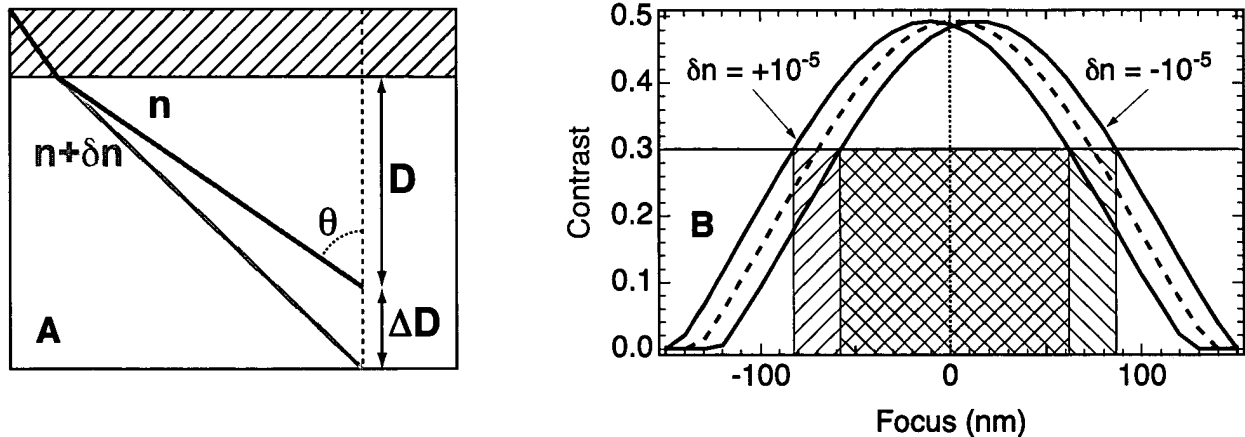 n
n+δn
D
θ
ΔD
A
0.5
0.4
0.3
0.2
0.1
0.0
Contrast
δn = +10⁻⁵
δn = -10⁻⁵
B
-100
0
100
Focus (nm)